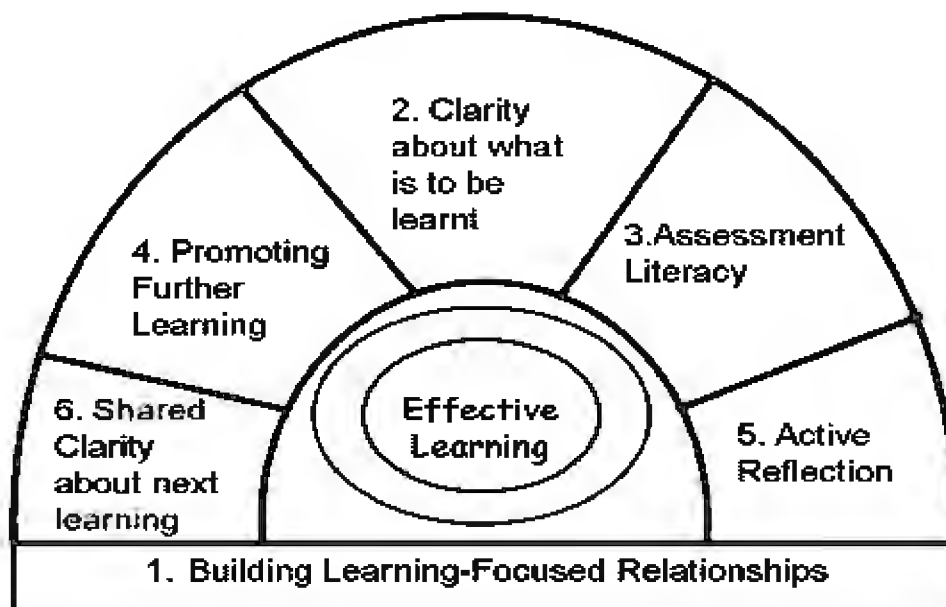 2. Clarity
about what
is to be
learnt
3.Assessment
Literacy
4. Promoting
Further
Learning
Effective
Learning
6. Shared
Clarity
about next
learning
5. Active
Reflection
1. Building Learning-Focused Relationships